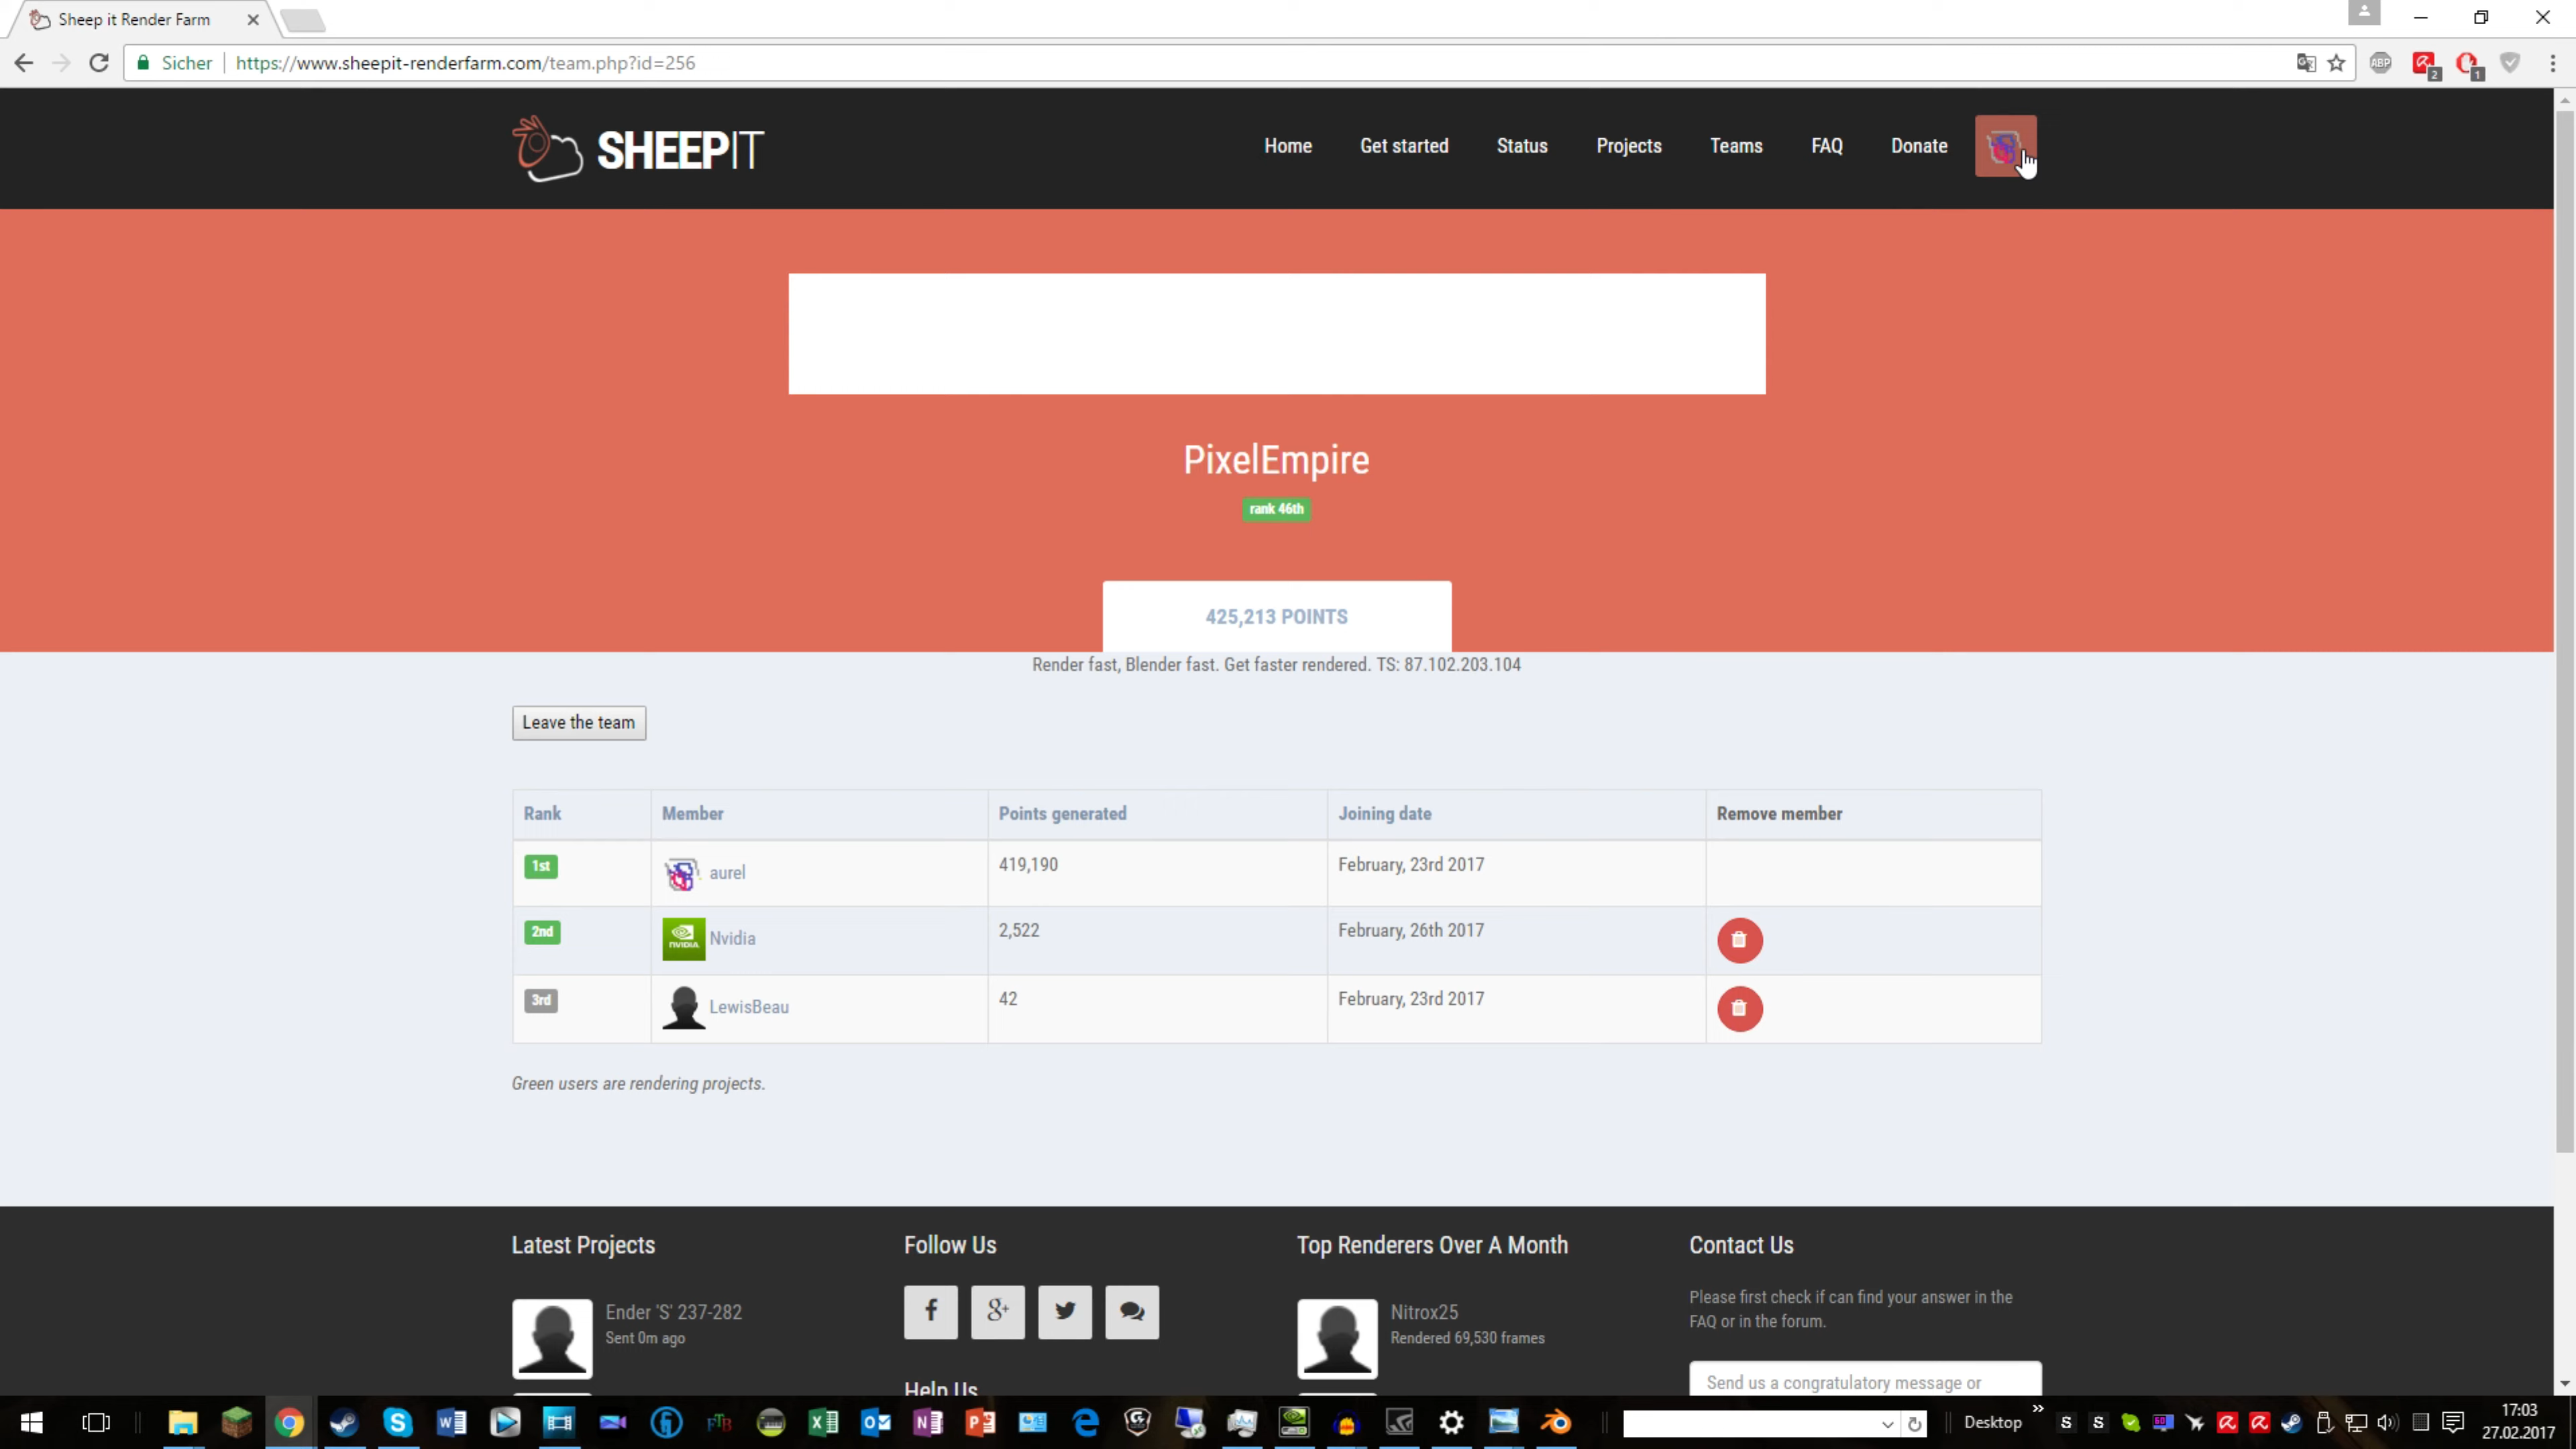 Sheep it Render Farm
Sicher https://www.sheepit-renderfarm.com/team.php?id=256
ABP 2 1
SHEEPIT
Home Get started Status Projects Teams FAQ Donate
PixelEmpire
rank 46th
425,213 POINTS
Render fast, Blender fast. Get faster rendered. TS: 87.102.203.104
Leave the team
Rank Member Points generated Joining date Remove member
1st aurel 419,190 February, 23rd 2017
2nd NVIDIA Nvidia 2,522 February, 26th 2017
3rd LewisBeau 42 February, 23rd 2017
Green users are rendering projects.
Latest Projects Follow Us Top Renderers Over A Month Contact Us
Ender 'S' 237-282
Sent 0m ago
Nitrox25
Rendered 69,530 frames
Please first check if can find your answer in the
FAQ or in the forum.
Send us a congratulatory message or
Help Us
Desktop
17:03
27.02.2017